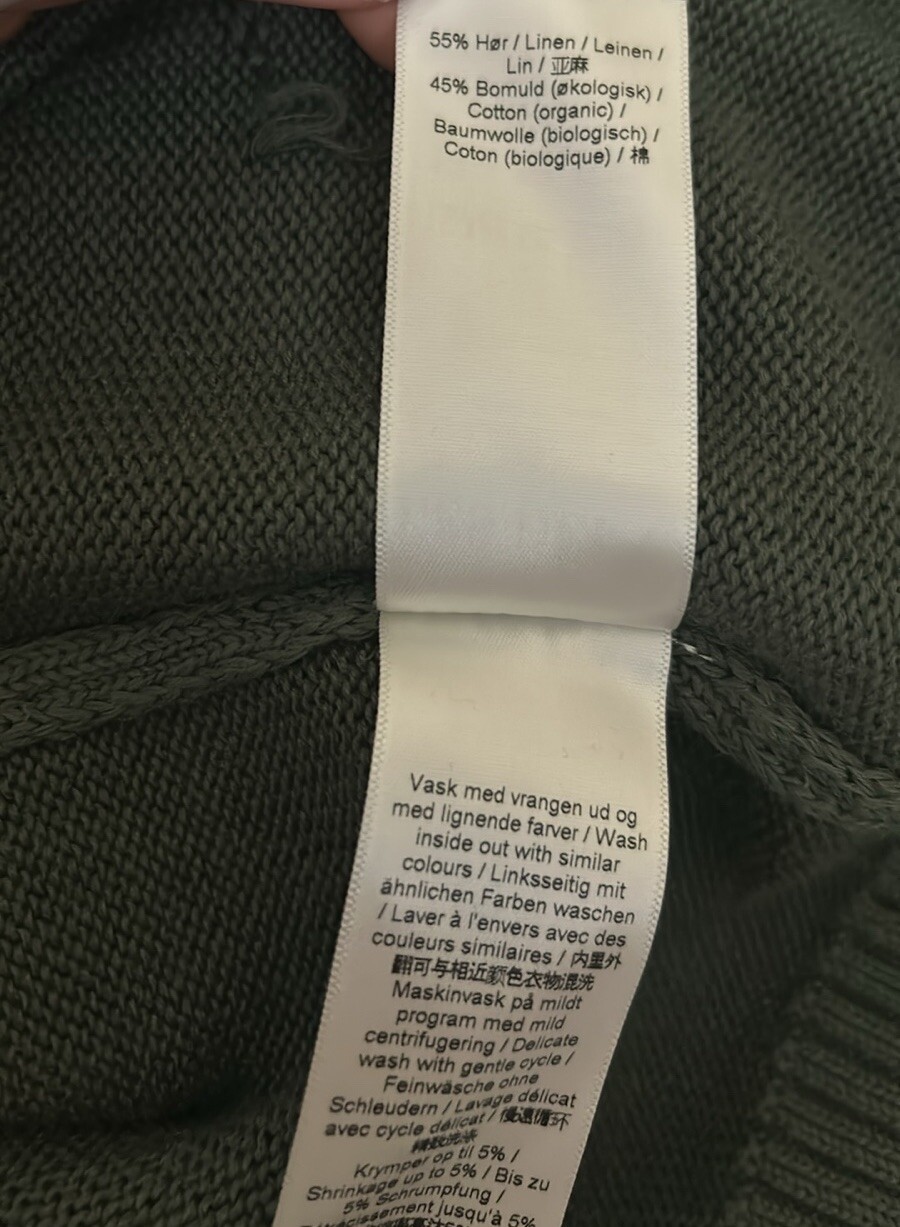 55% Hør / Linen / Leinen /
Lin / 亚麻
45% Bomuld (økologisk) /
Cotton (organic) /
Baumwolle (biologisch) /
Coton (biologique) / 棉
Vask med vrangen ud og
med lignende farver / Wash
inside out with similar
colours / Linksseitig mit
ähnlichen Farben waschen
/ Laver à l'envers avec des
couleurs similaires / 内里外
翻可与相近颜色衣物混洗
Maskinvask på mildt
program med mild
centrifugering / Delicate
wash with gentle cycle /
Feinwäsche ohne
Schleudern / Lavage délicat
avec cycle délicat /
Krymper op til 5% /
Shrinkage up to 5% / Bis zu
5% Schrumpfung /
jusqu'à 5%